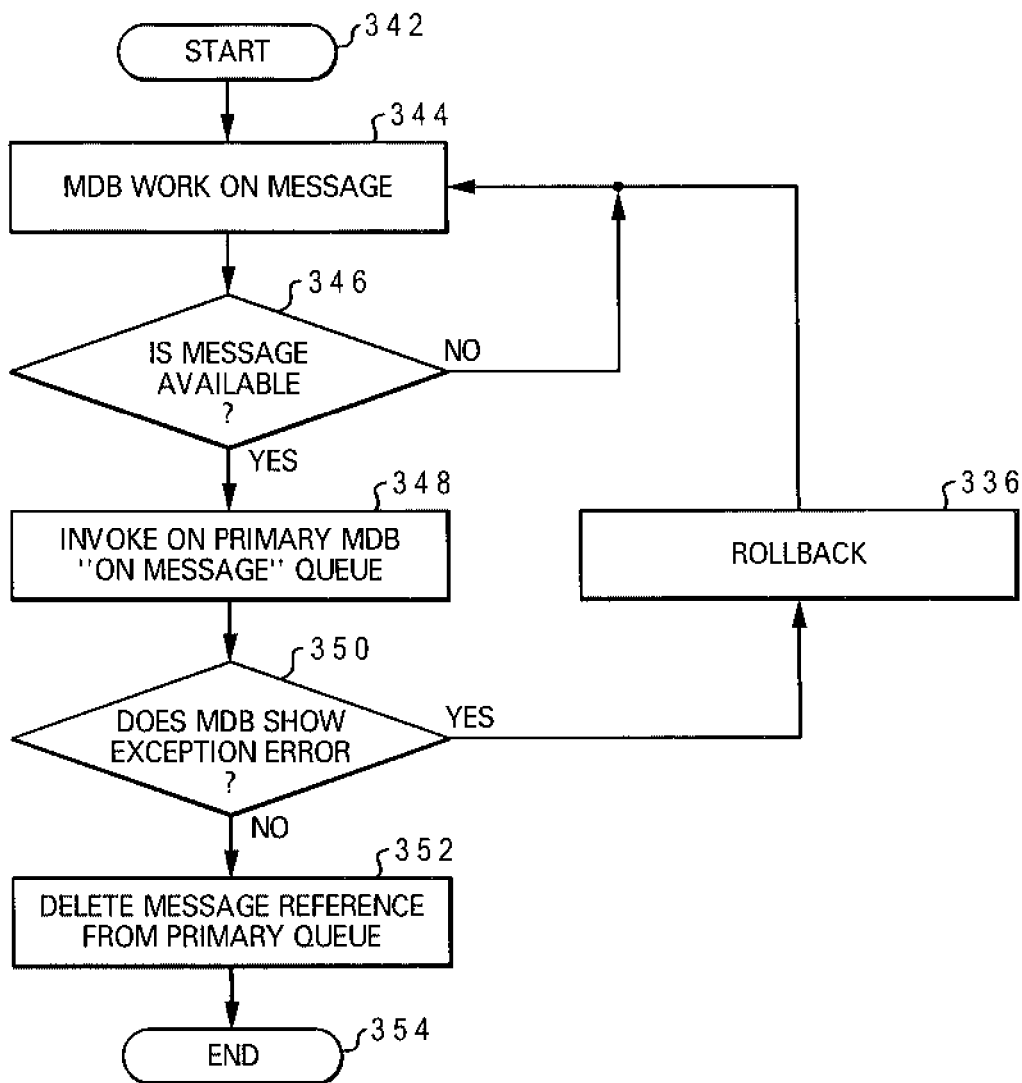 START
342
344
MDB WORK ON MESSAGE
346
IS MESSAGE
AVAILABLE
?
NO
YES
348
INVOKE ON PRIMARY MDB
"ON MESSAGE" QUEUE
336
ROLLBACK
350
DOES MDB SHOW
EXCEPTION ERROR
?
YES
NO
352
DELETE MESSAGE REFERENCE
FROM PRIMARY QUEUE
END
354